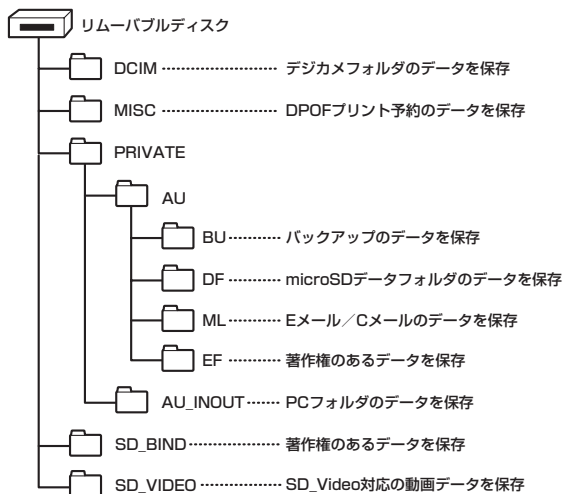 リムーバブルディスク
DCIM ………………… デジカメフォルダのデータを保存
MISC ………………… DPOFプリント予約のデータを保存
PRIVATE
AU
BU ………… バックアップのデータを保存
DF ………… microSDデータフォルダのデータを保存
ML ………… Eメール／Cメールのデータを保存
EF ………… 著作権のあるデータを保存
AU_INOUT …… PCフォルダのデータを保存
SD_BIND ………………… 著作権のあるデータを保存
SD_VIDEO ………………… SD_Video対応の動画データを保存